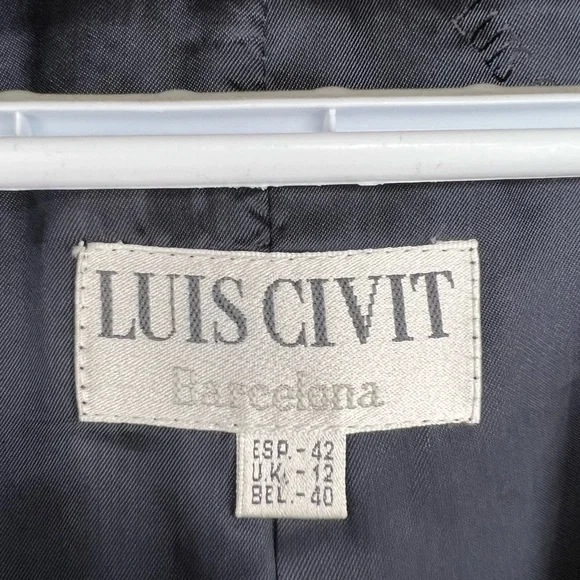 LUIS CIVIT
Barcelona
ESP.-42
U.K.-12
BEL.-40